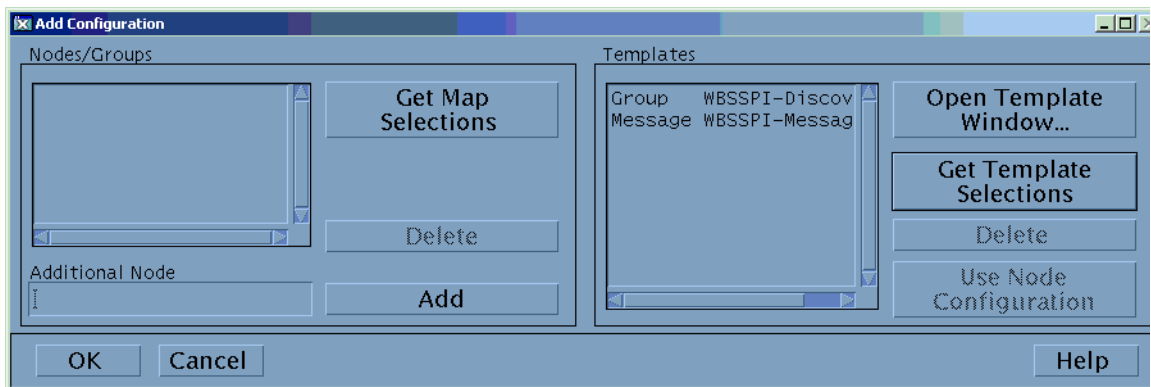 Add Configuration
Nodes/Groups
Get Map
Selections
Delete
Additional Node
Add
Templates
Group WBSSPI-Discov
Message WBSSPI-Messag
Open Template
Window...
Get Template
Selections
Delete
Use Node
Configuration
OK
Cancel
Help